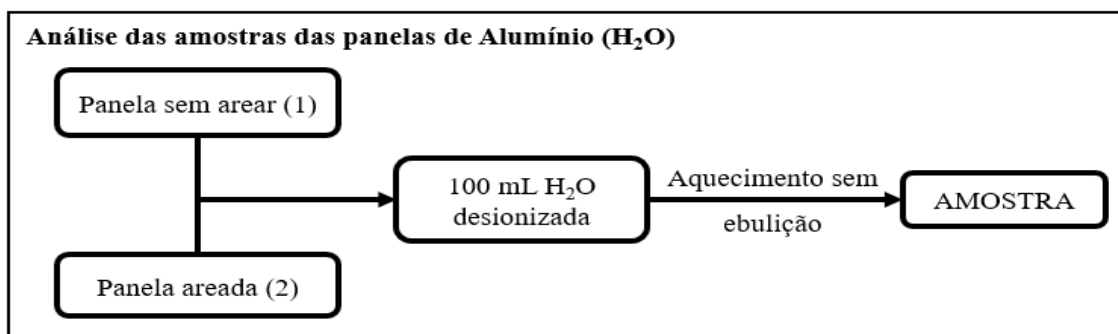 Análise das amostras das panelas de Alumínio (H₂O)
Panela sem arear (1)
100 mL H₂O
desionizada
Aquecimento sem
ebulição
AMOSTRA
Panela areada (2)